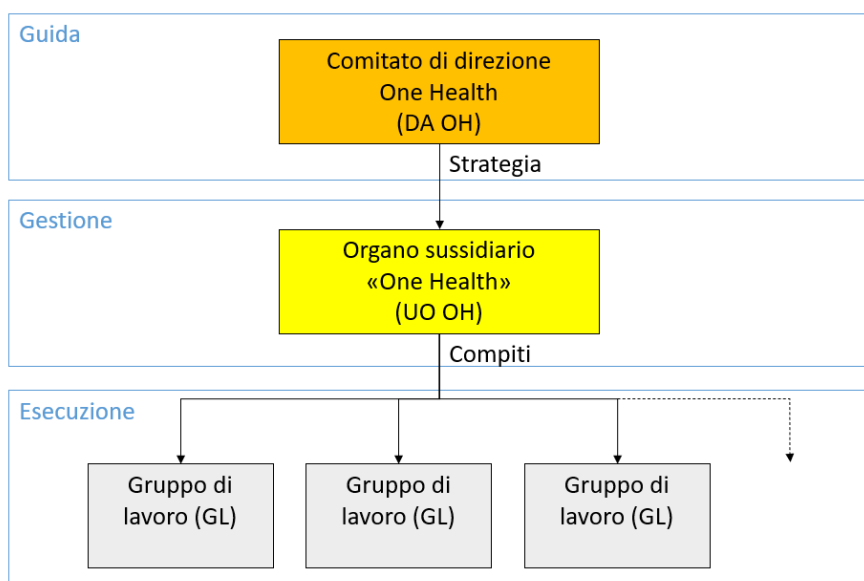 Guida
Comitato di direzione
One Health
(DA OH)
Strategia
Gestione
Organo sussidiario
«One Health»
(UO OH)
Compiti
Esecuzione
Gruppo di
lavoro (GL)
Gruppo di
lavoro (GL)
Gruppo di
lavoro (GL)